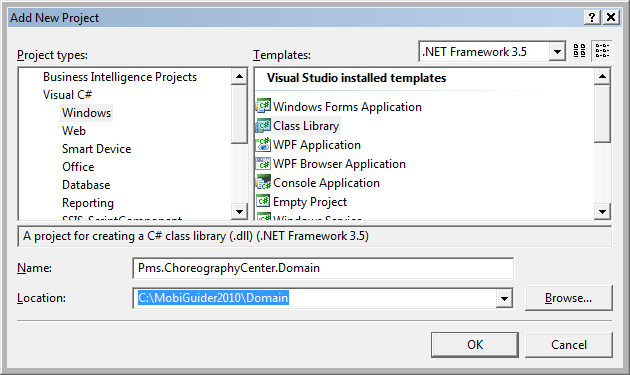 Add New Project
Project types:
Templates:
.NET Framework 3.5
Business Intelligence Projects
Visual C#
Windows
Web
Smart Device
Office
Database
Reporting
SSIS_ScriptComponent
Visual Studio installed templates
Windows Forms Application
Class Library
WPF Application
WPF Browser Application
Console Application
Empty Project
Windows Service
A project for creating a C# class library (.dll) (.NET Framework 3.5)
Name:
Pms.ChoreographyCenter.Domain
Location:
C:\MobiGuider2010\Domain
Browse...
OK
Cancel